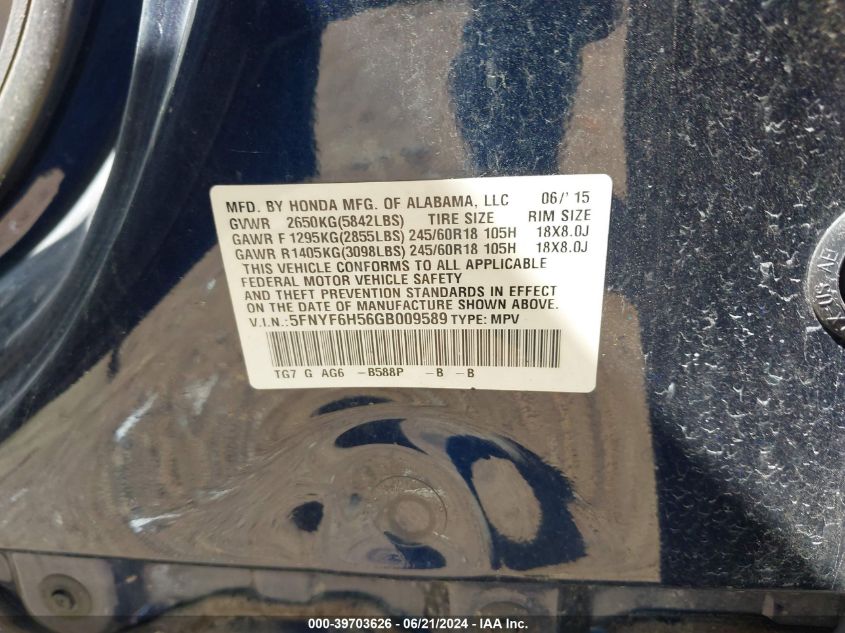 MFD. BY HONDA MFG. OF ALABAMA, LLC 06/' 15
GVWR 2650KG(5842LBS) TIRE SIZE RIM SIZE
GAWR F 1295KG(2855LBS) 245/60R18 105H 18X8.0J
GAWR R1405KG(3098LBS) 245/60R18 105H 18X8.0J
THIS VEHICLE CONFORMS TO ALL APPLICABLE
FEDERAL MOTOR VEHICLE SAFETY
AND THEFT PREVENTION STANDARDS IN EFFECT
ON THE DATE OF MANUFACTURE SHOWN ABOVE.
V.I.N.:5FNYF6H56GB009589 TYPE: MPV
TG7 G AG6 -B588P -B -B
000-39703626 - 06/21/2024 - IAAI.COM